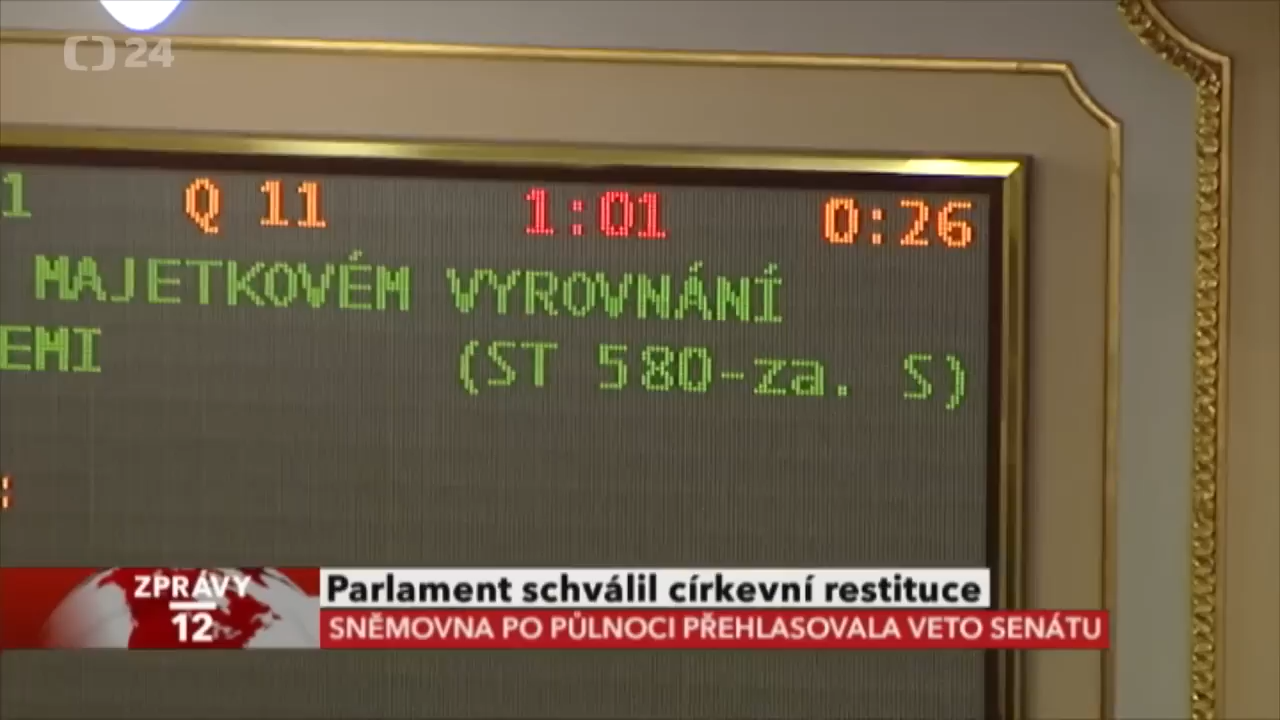 ČT 24
1 Q 11 1:01 0:26
MAJETKOVÉM VYROVNÁNÍ
EMI (ST 580-za. S)
:
ZPRÁVY
12
Parlament schválil církevní restituce
SNĚMOVNA PO PŮLNOCI PŘEHLASOVALA VETO SENÁTU